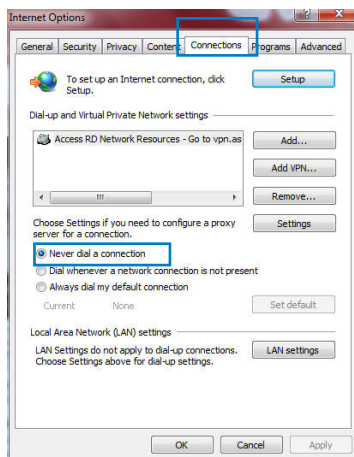 Internet Options
General Security Privacy Content Connections Programs Advanced
To set up an Internet connection, click
Setup.
Setup
Dial-up and Virtual Private Network settings
Access RD Network Resources - Go to vpn.as
Add...
Add VPN...
Remove...
Choose Settings if you need to configure a proxy
server for a connection.
Settings
Never dial a connection
Dial whenever a network connection is not present
Always dial my default connection
Current None
Set default
Local Area Network (LAN) settings
LAN Settings do not apply to dial-up connections.
Choose Settings above for dial-up settings.
LAN settings
OK Cancel Apply